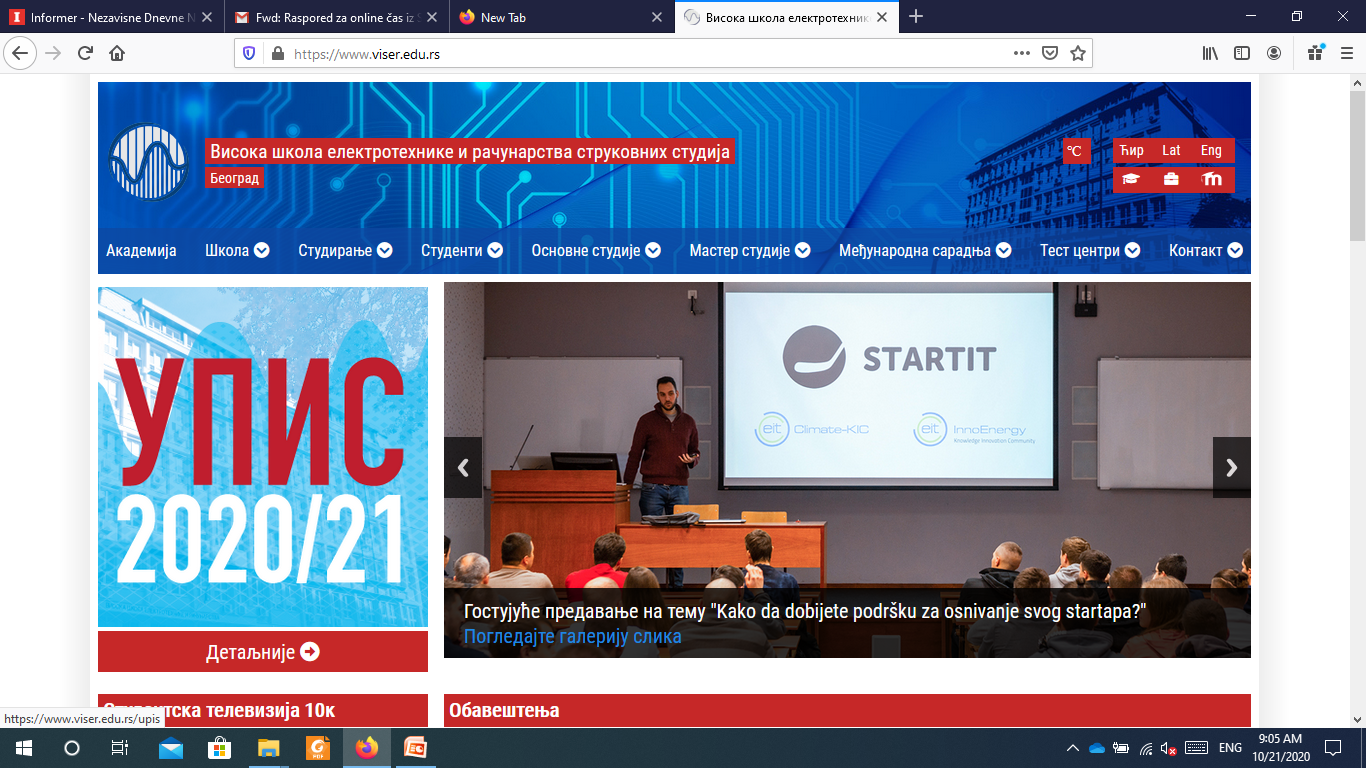 Informer - Nezavisne Dnevne N
Fwd: Raspored za online čas iz S
New Tab
Висока школа електротехник
https://www.viser.edu.rs
Висока школа електротехнике и рачунарства струковних студија
Београд
°C
Ћир Lat Eng
Академија Школа Студирање Студенти Основне студије Мастер студије Међународна сарадња Тест центри Контакт
УПИС
2020/21
Детаљније
STARTIT
eit Climate-KIC
eit InnoEnergy
Knowledge Innovation Community
Гостујуће предавање на тему "Kako da dobijete podršku za osnivanje svog startapa?"
Погледајте галерију слика
Студентска телевизија 10к
Обавештења
https://www.viser.edu.rs/upis
PDF
ENG
9:05 AM
10/21/2020